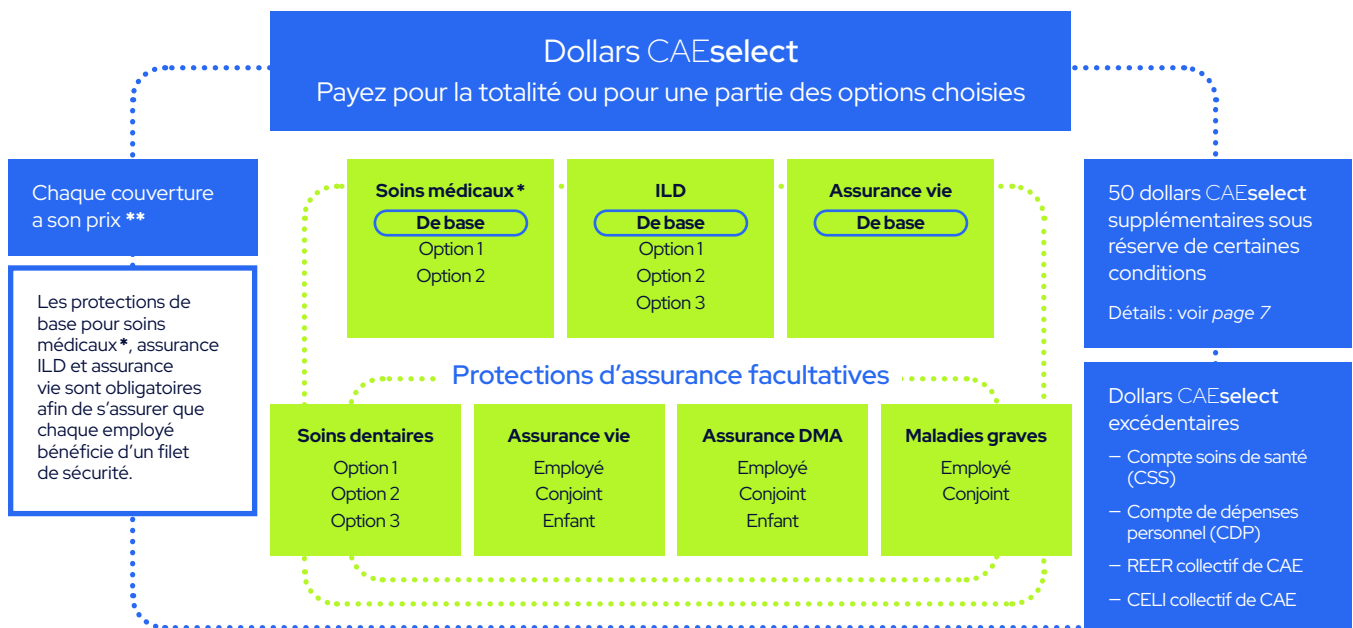 Dollars CAEselect
Payez pour la totalité ou pour une partie des options choisies
Chaque couverture
a son prix **
Les protections de
base pour soins
médicaux*, assurance
ILD et assurance
vie sont obligatoires
afin de s’assurer que
chaque employé
bénéficie d’un filet
de sécurité.
Soins médicaux*
De base
Option 1
Option 2
ILD
De base
Option 1
Option 2
Option 3
Assurance vie
De base
Protections d’assurance facultatives
Soins dentaires
Option 1
Option 2
Option 3
Assurance vie
Employé
Conjoint
Enfant
Assurance DMA
Employé
Conjoint
Enfant
Maladies graves
Employé
Conjoint
50 dollars CAEselect
supplémentaires sous
réserve de certaines
conditions
Détails : voir page 7
Dollars CAEselect
excédentaires
– Compte soins de santé
(CSS)
– Compte de dépenses
personnel (CDP)
– REER collectif de CAE
– CELI collectif de CAE